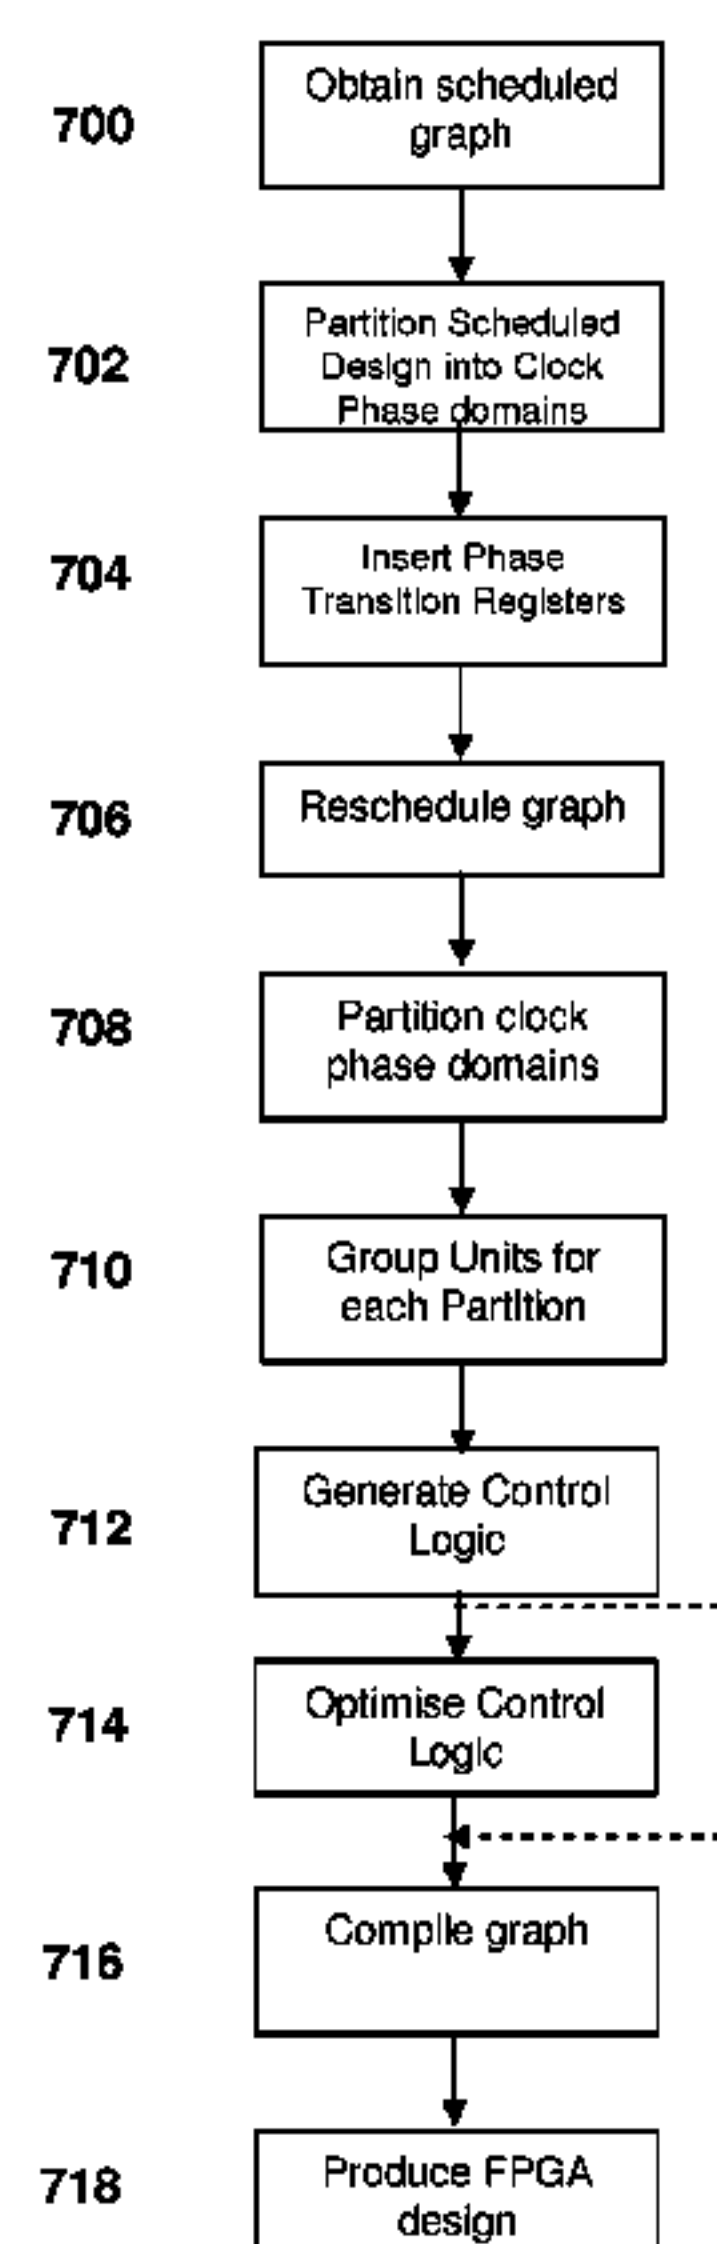 700
Obtain scheduled
graph
702
Partition Scheduled
Design into Clock
Phase domains
704
Insert Phase
Transition Registers
706
Reschedule graph
708
Partition clock
phase domains
710
Group Units for
each Partition
712
Generate Control
Logic
714
Optimise Control
Logic
716
Compile graph
718
Produce FPGA
design